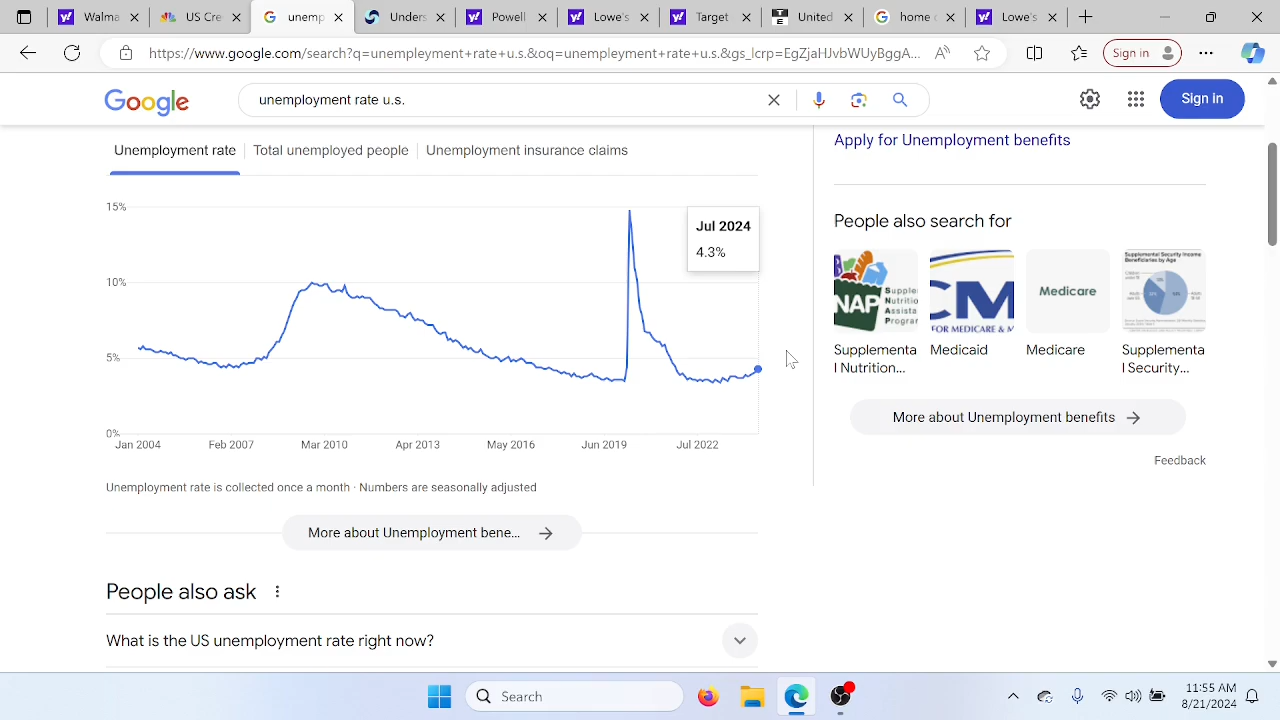 Walma
US Cre
unemp
Unders
Powell
Lowe's
Target
United
home
Lowe's
https://www.google.com/search?q=unemployment+rate+u.s.&oq=unemployment+rate+u.s.&gs_lcrp=EgZjaHJvbWUyBggA...
Sign in
Google
unemployment rate u.s.
Sign in
Unemployment rate
Total unemployed people
Unemployment insurance claims
Apply for Unemployment benefits
15%
10%
5%
0%
Jul 2024
4.3%
Jan 2004
Feb 2007
Mar 2010
Apr 2013
May 2016
Jun 2019
Jul 2022
Unemployment rate is collected once a month · Numbers are seasonally adjusted
More about Unemployment bene...
People also ask
What is the US unemployment rate right now?
People also search for
Supplementa
l Nutrition...
Medicaid
Medicare
Medicare
Supplementa
l Security...
More about Unemployment benefits
Feedback
Search
11:55 AM
8/21/2024